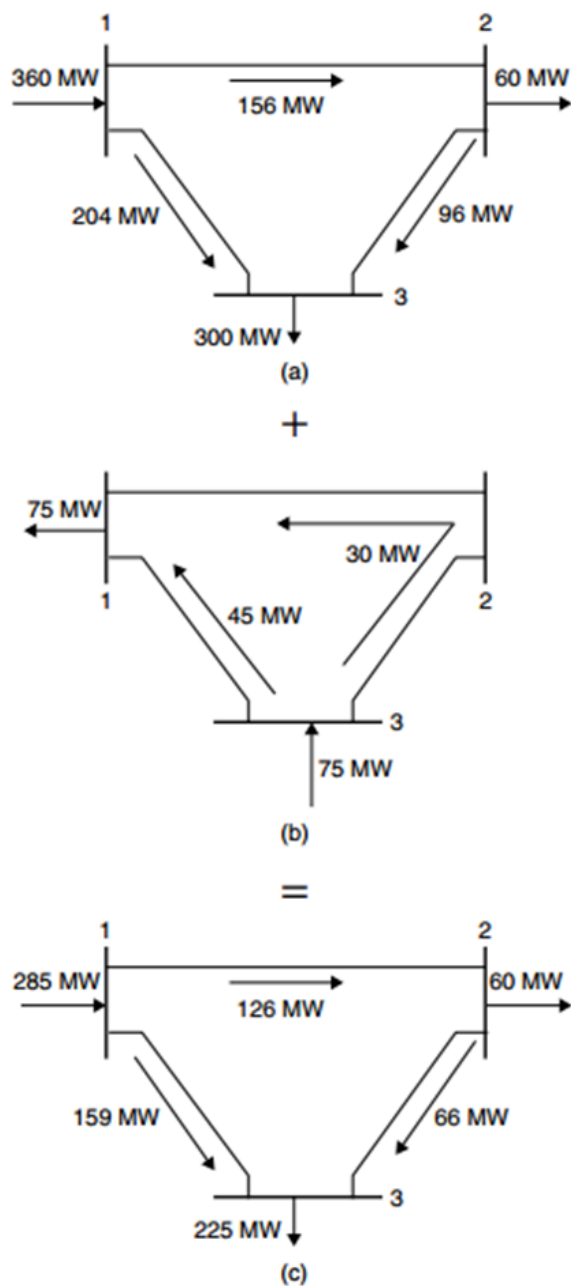 1 2
360 MW 60 MW
156 MW
204 MW 96 MW
3
300 MW
(a)
+
75 MW
30 MW
1 2
45 MW
3
75 MW
(b)
=
1 2
285 MW 60 MW
126 MW
159 MW 66 MW
3
225 MW
(c)